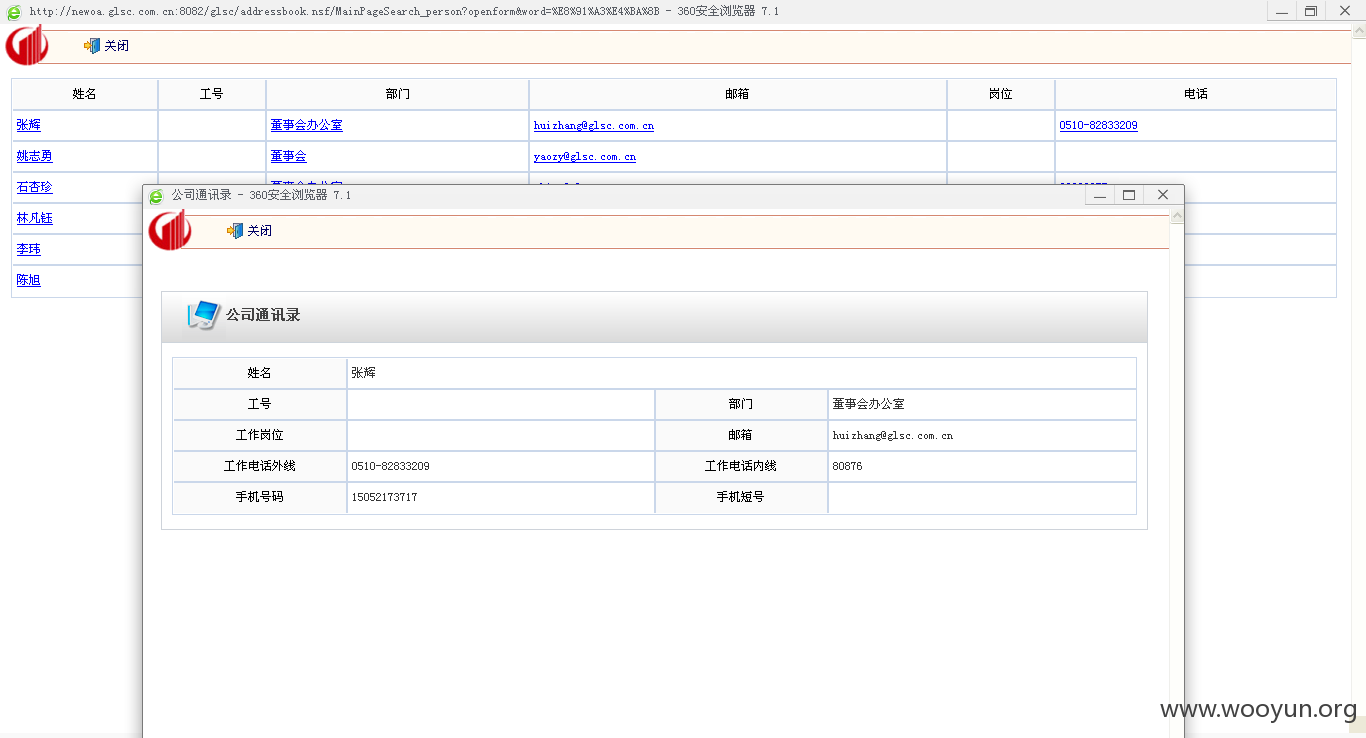 http://newoa.glsc.com.cn:8082/glsc/addressbook.nsf/MainPageSearch_person?openform&word=%E8%91%A3%E4%BA%8B - 360安全浏览器 7.1
关闭
姓名 工号 部门 邮箱 岗位 电话
张辉 董事会办公室 huizhang@glsc.com.cn 0510-82833209
姚志勇 董事会 yaozy@glsc.com.cn
石杏珍
林凡钰
李玮
陈旭
公司通讯录 - 360安全浏览器 7.1
关闭
公司通讯录
姓名 张辉
工号 部门 董事会办公室
工作岗位 邮箱 huizhang@glsc.com.cn
工作电话外线 0510-82833209 工作电话内线 80876
手机号码 15052173717 手机短号
www.wooyun.org